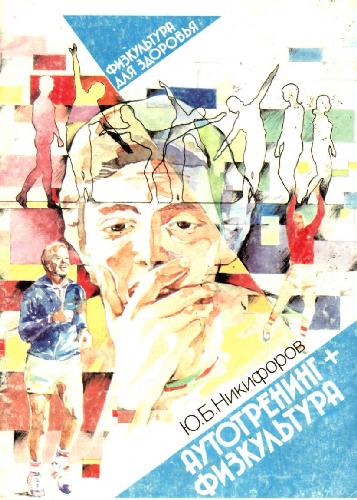 ФИЗКУЛЬТУРА
ДЛЯ ЗДОРОВЬЯ
Ю.Б.Никифоров
АУТОТРЕНИНГ +
ФИЗКУЛЬТУРА